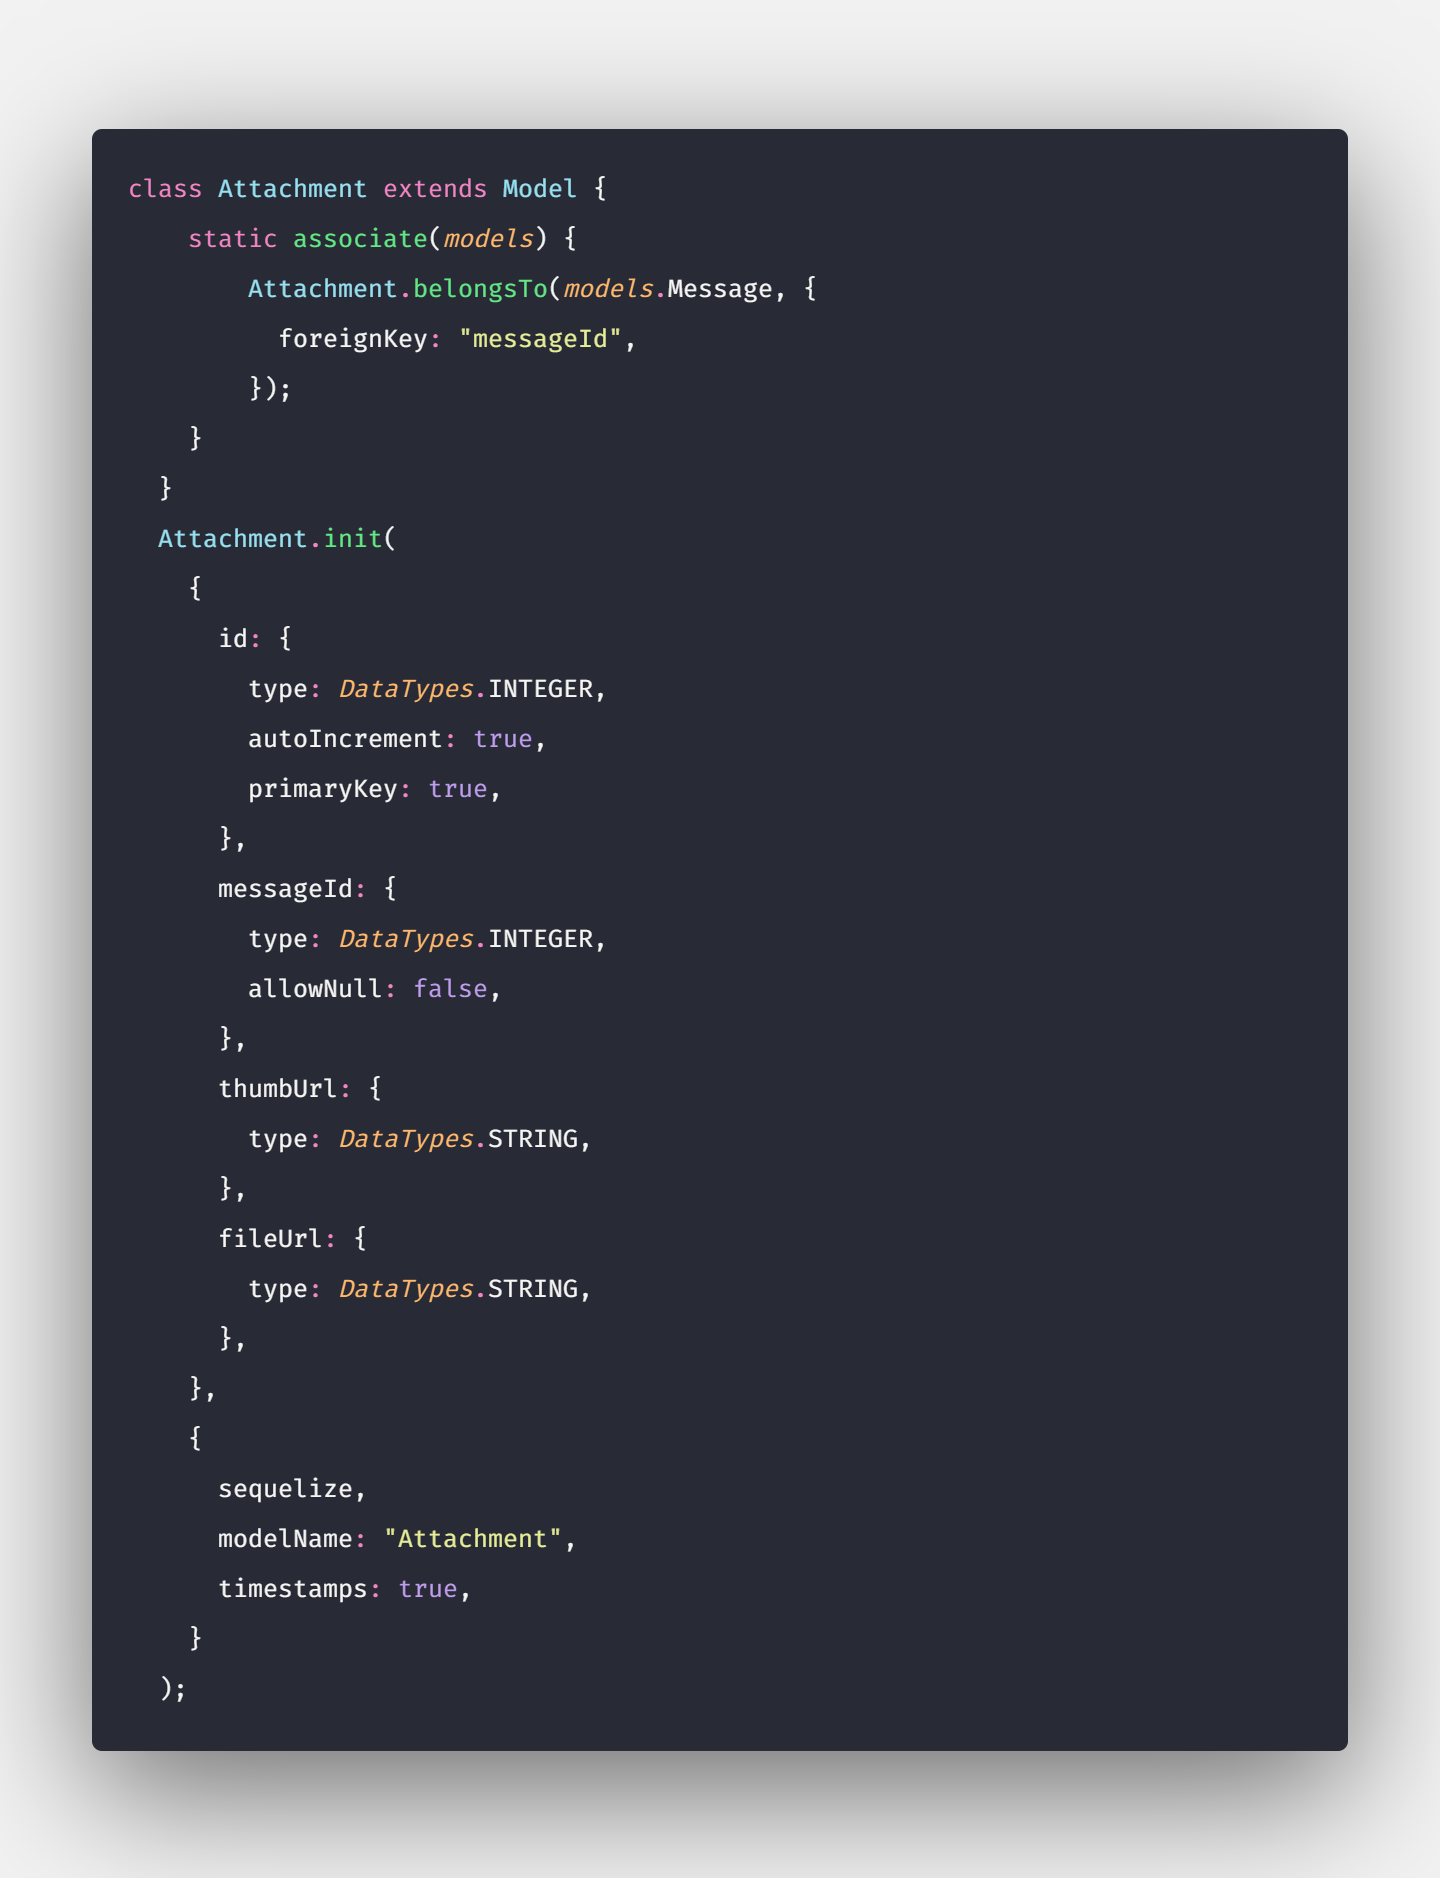 class Attachment extends Model {
    static associate(models) {
        Attachment.belongsTo(models.Message, {
          foreignKey: "messageId",
        });
    }
  }
  Attachment.init(
    {
      id: {
        type: DataTypes.INTEGER,
        autoIncrement: true,
        primaryKey: true,
      },
      messageId: {
        type: DataTypes.INTEGER,
        allowNull: false,
      },
      thumbUrl: {
        type: DataTypes.STRING,
      },
      fileUrl: {
        type: DataTypes.STRING,
      },
    },
    {
      sequelize,
      modelName: "Attachment",
      timestamps: true,
    }
  );